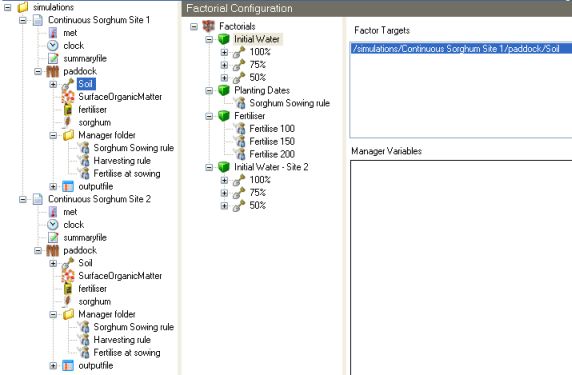 simulations
Continuous Sorghum Site 1
met
clock
summaryfile
paddock
Soil
SurfaceOrganicMatter
fertiliser
sorghum
Manager folder
Sorghum Sowing rule
Harvesting rule
Fertilise at sowing
outputfile
Continuous Sorghum Site 2
met
clock
summaryfile
paddock
Soil
SurfaceOrganicMatter
fertiliser
sorghum
Manager folder
Sorghum Sowing rule
Harvesting rule
Fertilise at sowing
outputfile
Factorial Configuration
Factorials
Initial Water
100%
75%
50%
Planting Dates
Sorghum Sowing rule
Fertiliser
Fertilise 100
Fertilise 150
Fertilise 200
Initial Water - Site 2
100%
75%
50%
Factor Targets
/simulations/Continuous Sorghum Site 1/paddock/Soil
Manager Variables